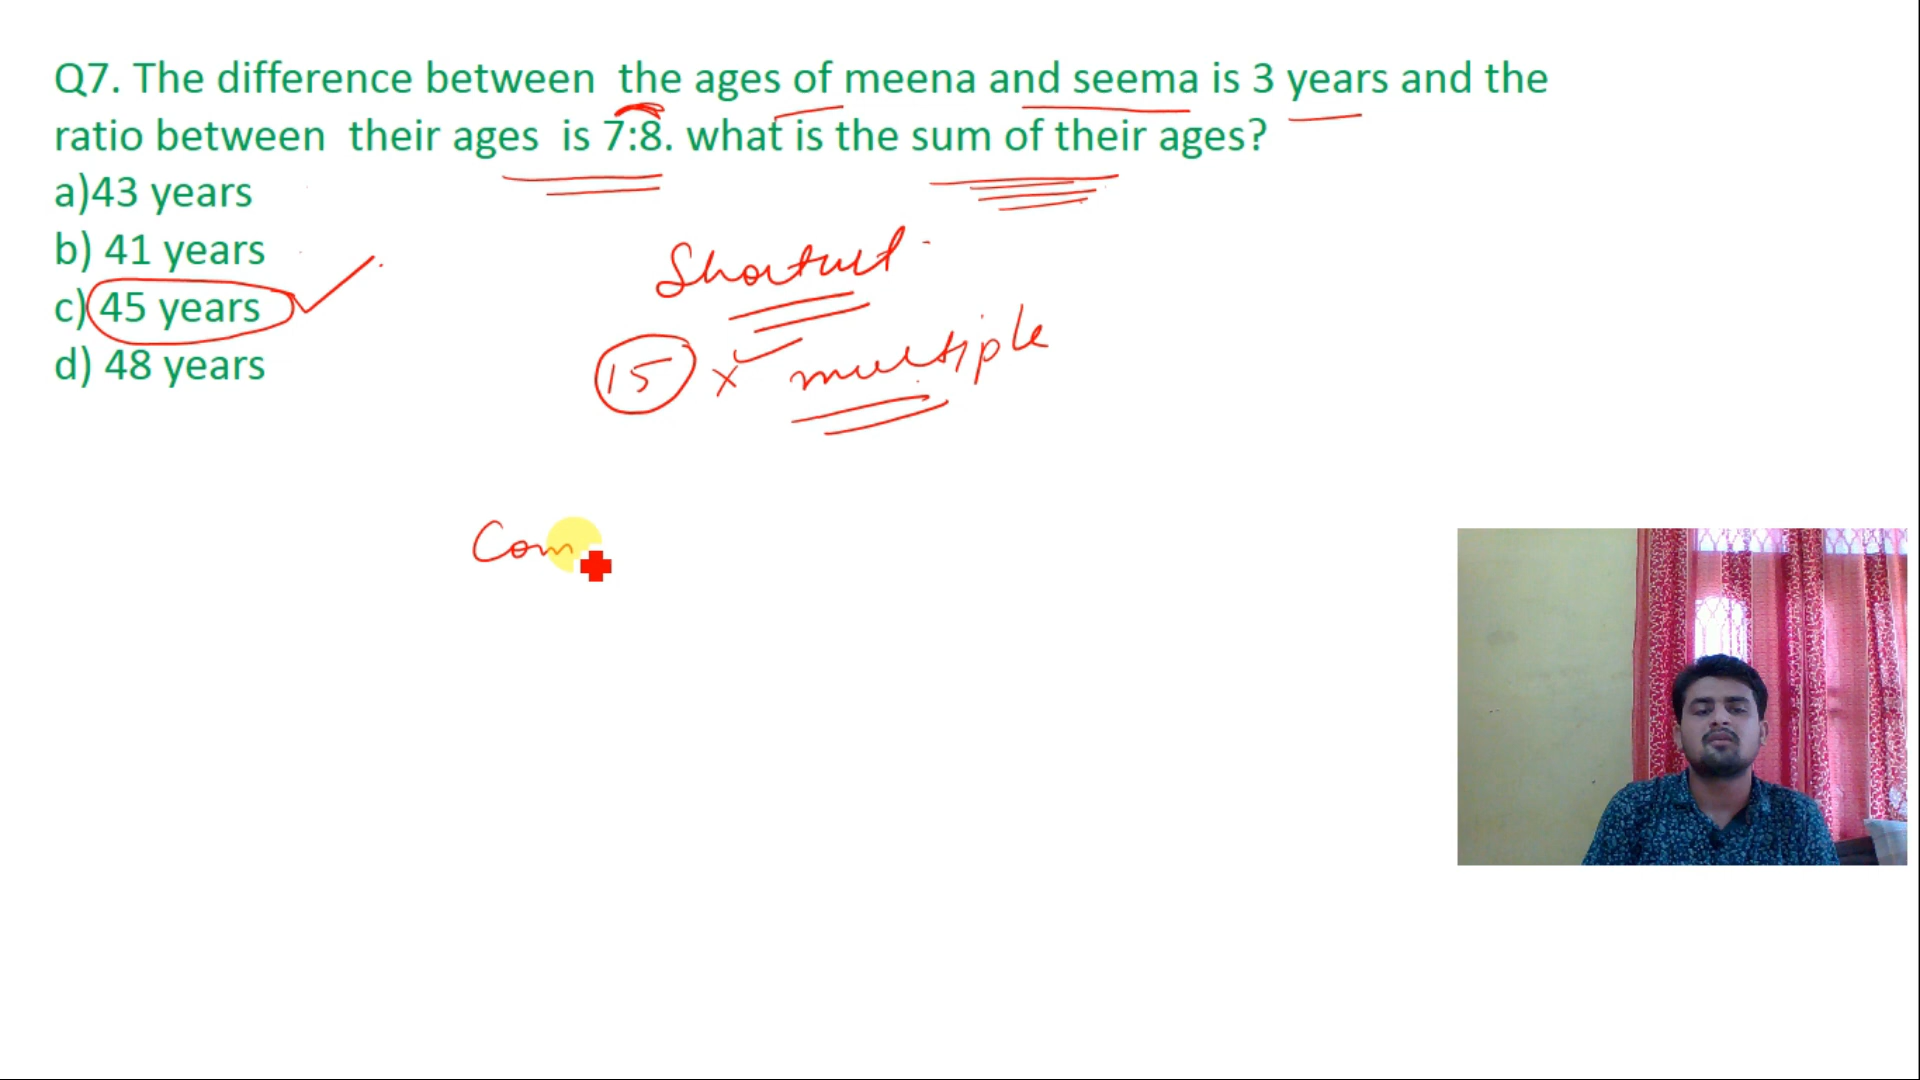 Q7. The difference between the ages of meena and seema is 3 years and the
ratio between their ages is 7:8. what is the sum of their ages?
a)43 years
b) 41 years
c) 45 years
d) 48 years
Shortcut
15 x multiple
Com